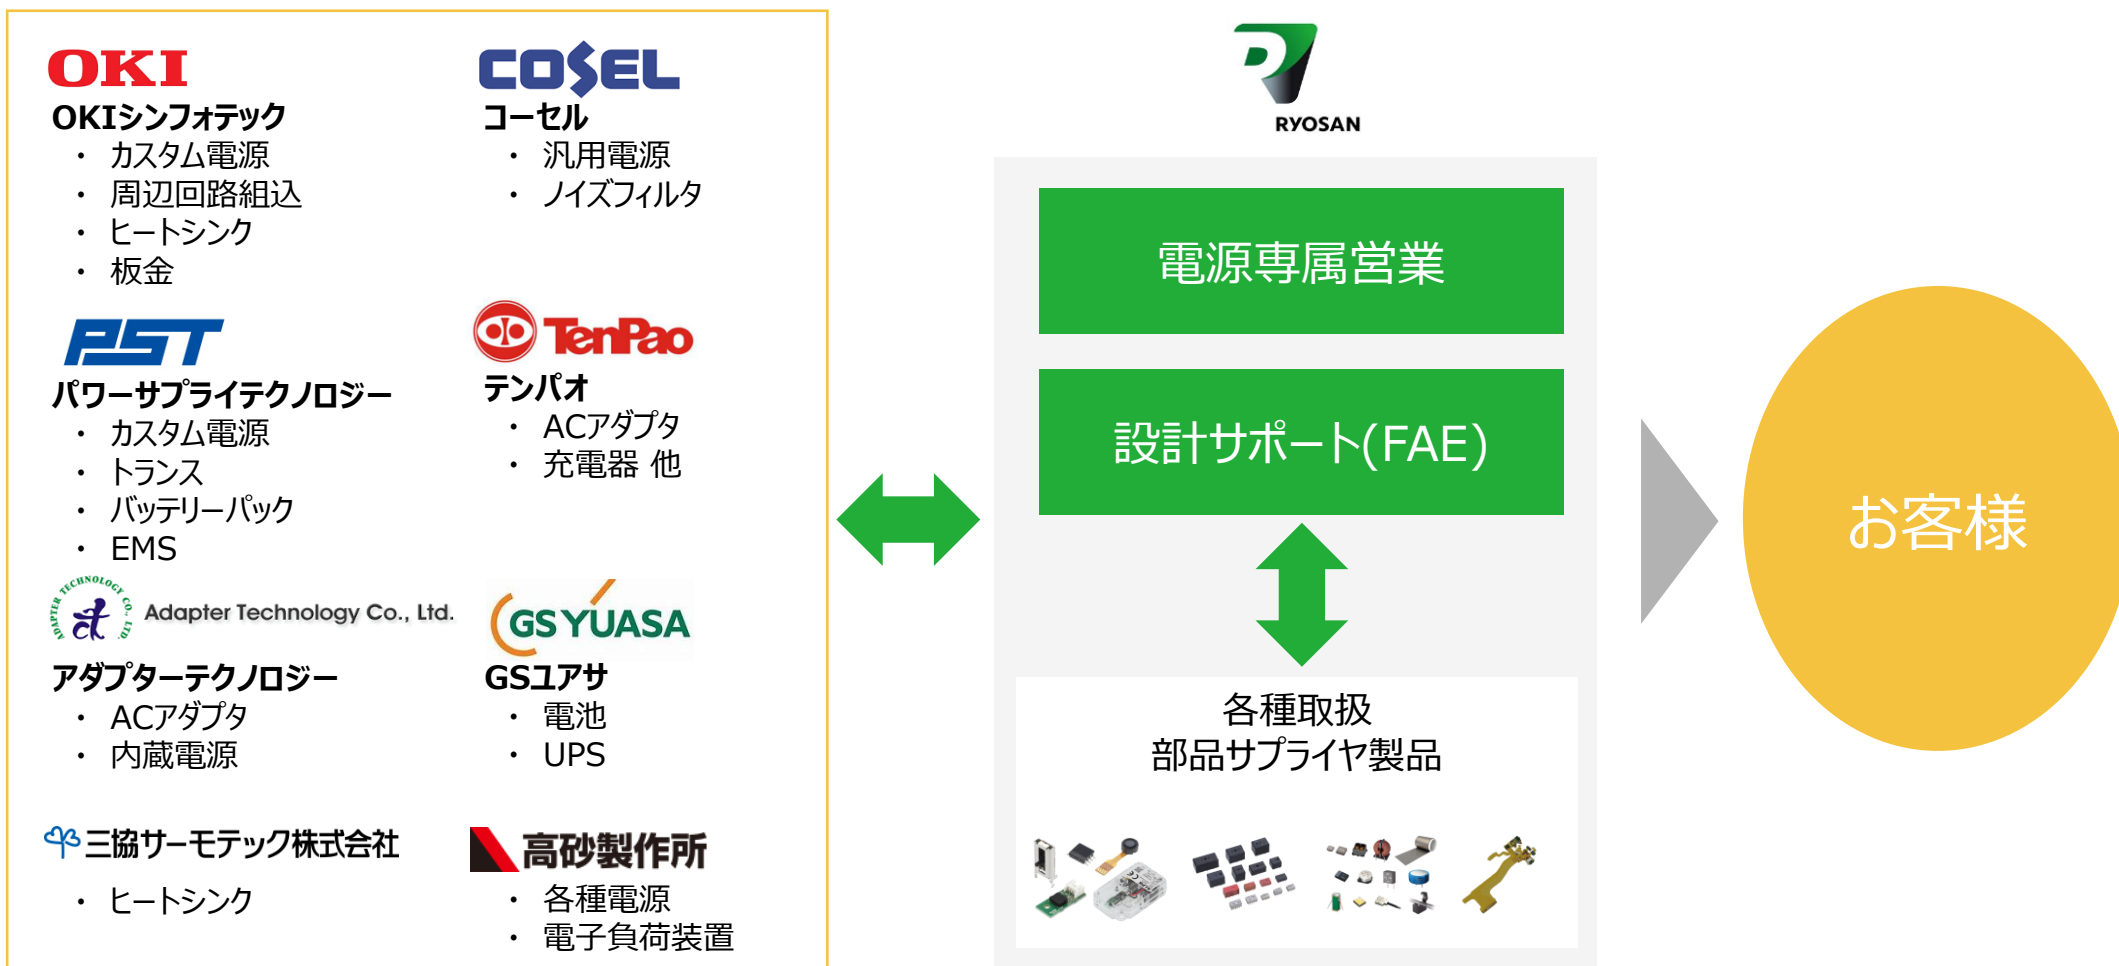 OKI
OKIシンフォテック
・ カスタム電源
・ 周辺回路組込
・ ヒートシンク
・ 板金
COSEL
コーセル
・ 汎用電源
・ ノイズフィルタ
PST
パワーサプライテクノロジー
・ カスタム電源
・ トランス
・ バッテリーパック
・ EMS
TenPao
テンパオ
・ ACアダプタ
・ 充電器 他
ADAPTER TECHNOLOGY CO., LTD.
Adapter Technology Co., Ltd.
アダプターテクノロジー
・ ACアダプタ
・ 内蔵電源
GS YUASA
GSユアサ
・ 電池
・ UPS
三協サーモテック株式会社
・ ヒートシンク
高砂製作所
・ 各種電源
・ 電子負荷装置
RYOSAN
電源専属営業
設計サポート(FAE)
各種取扱
部品サプライヤ製品
お客様